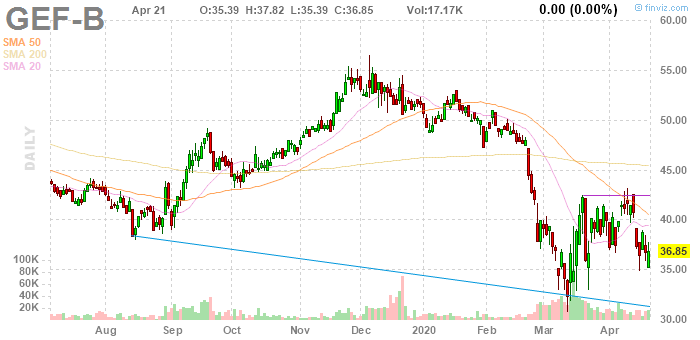 GEF-B
Apr 21 O:35.39 H:37.82 L:35.39 C:36.85 Vol:17.17K 0.00 (0.00%)
© finviz.com
SMA 50
SMA 200
SMA 20
DAILY
60.00
55.00
50.00
45.00
40.00
36.85
35.00
30.00
100K
80K
60K
40K
20K
Aug Sep Oct Nov Dec 2020 Feb Mar Apr